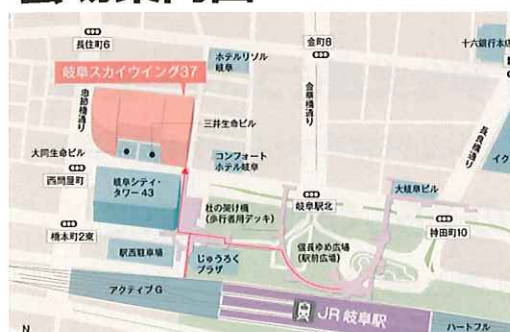 長住町6
金町8
十六銀行本店
ホテルリソル
岐阜
岐阜スカイウイング37
忠節橋通り
金華橋通り
長良橋通り
三井生命ビル
大同生命ビル
コンフォート
ホテル岐阜
イク
西問屋町
岐阜シティ・
タワー43
杜の架け橋
(歩行者用デッキ)
岐阜駅北
大岐阜ビル
橋本町2東
神田町10
駅西駐車場
じゅうろく
プラザ
信長ゆめ広場
(駅前広場)
アクティブG
JR岐阜駅
ハートフル
N